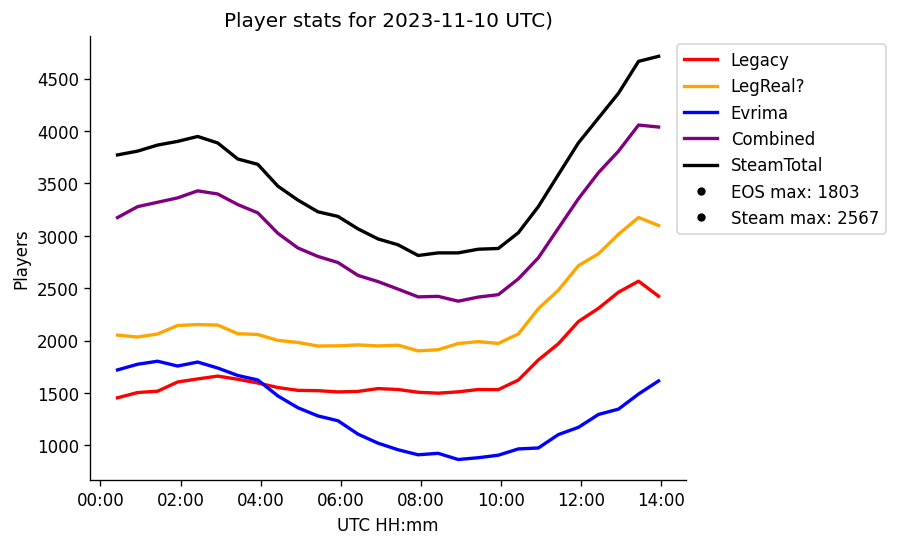 Player stats for 2023-11-10 UTC)
Players
4500
4000
3500
3000
2500
2000
1500
1000
00:00 02:00 04:00 06:00 08:00 10:00 12:00 14:00
UTC HH:mm
Legacy
LegReal?
Evrima
Combined
SteamTotal
EOS max: 1803
Steam max: 2567